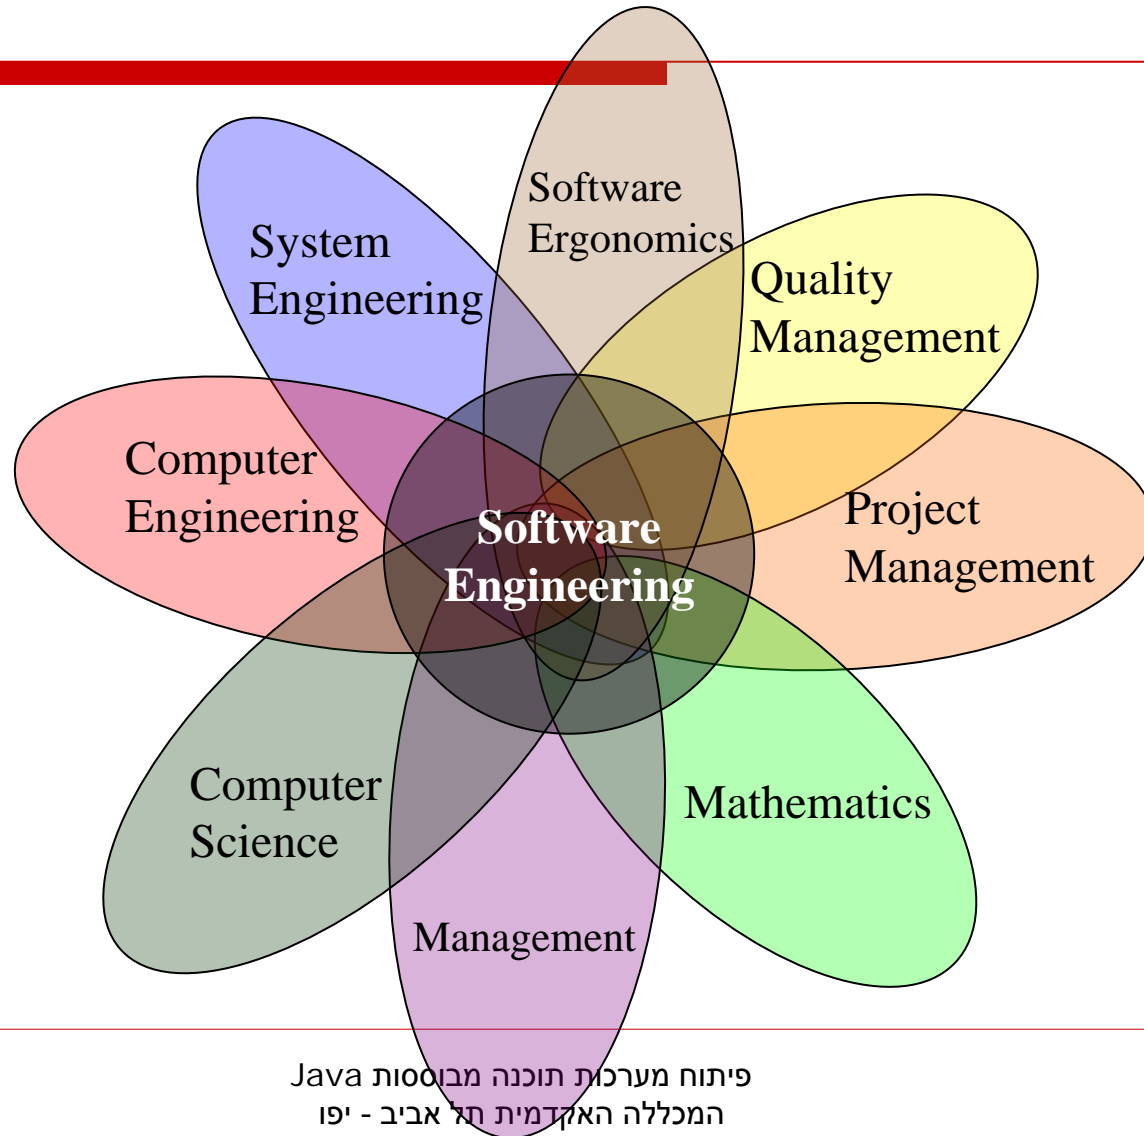 Software
Ergonomics
System
Engineering
Quality
Management
Computer
Engineering
Project
Management
Software
Engineering
Computer
Science
Mathematics
Management
פיתוח מערכות תוכנה מבוססות Java
המכללה האקדמית תל אביב - יפו